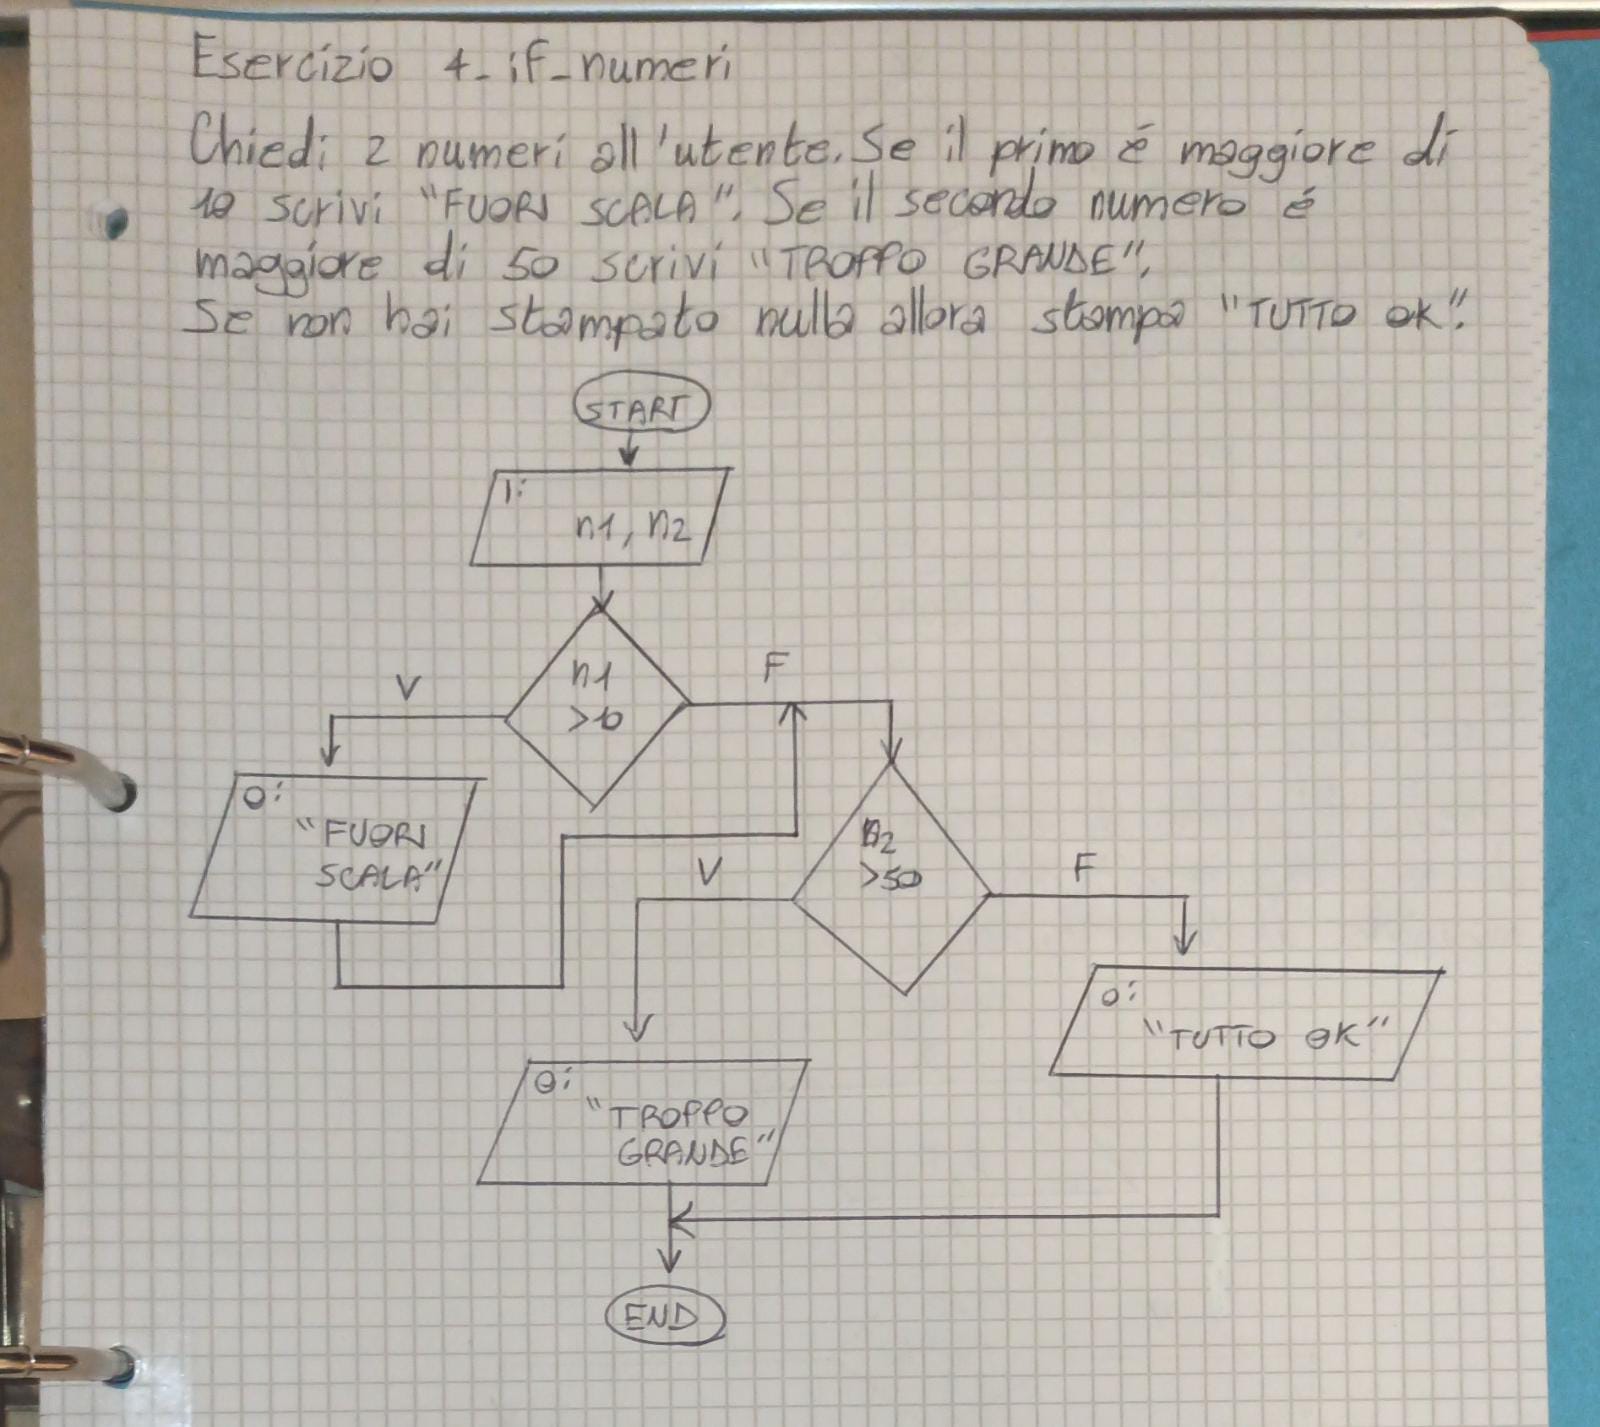 Esercizio 4_if_numeri
Chiedi 2 numeri all'utente. Se il primo é maggiore di
10 scrivi "FUORI SCALA". Se il secondo numero é
maggiore di 50 scrivi "TROPPO GRANDE".
Se non hai stampato nulla allora stampa "TUTTO OK".
START
I:
n1, n2
n1
>10
V
F
O:
"FUORI
SCALA"
n2
>50
V
F
O:
"TUTTO OK"
O:
"TROPPO
GRANDE"
END